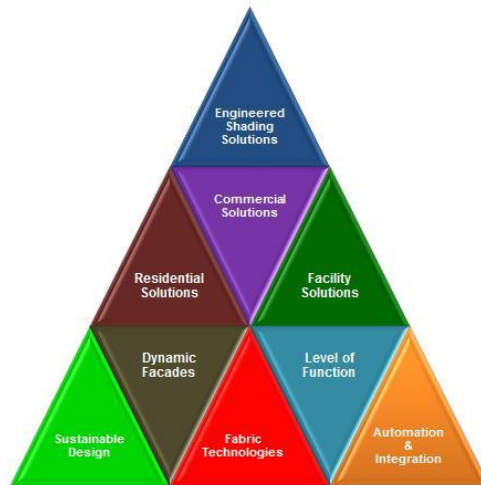 Engineered
Shading
Solutions
Commercial
Solutions
Residential
Solutions
Facility
Solutions
Dynamic
Facades
Level of
Function
Sustainable
Design
Fabric
Technologies
Automation
&
Integration